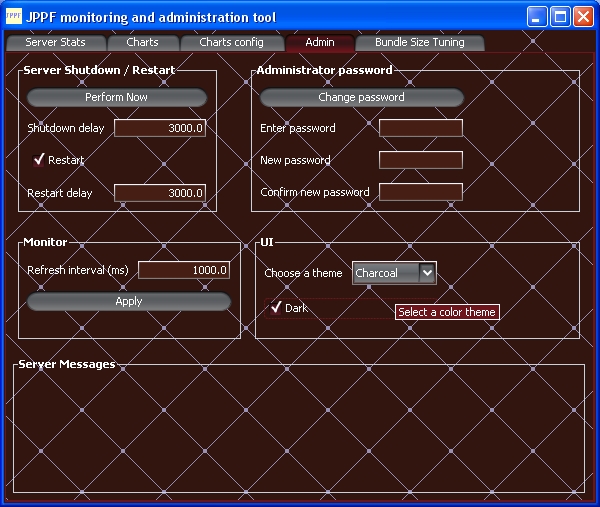 JPPF JPPF monitoring and administration tool
Server Stats Charts Charts config Admin Bundle Size Tuning
Server Shutdown / Restart
Perform Now
Shutdown delay 3000.0
Restart
Restart delay 3000.0
Administrator password
Change password
Enter password
New password
Confirm new password
Monitor
Refresh interval (ms) 1000.0
Apply
UI
Choose a theme Charcoal
Dark
Select a color theme
Server Messages